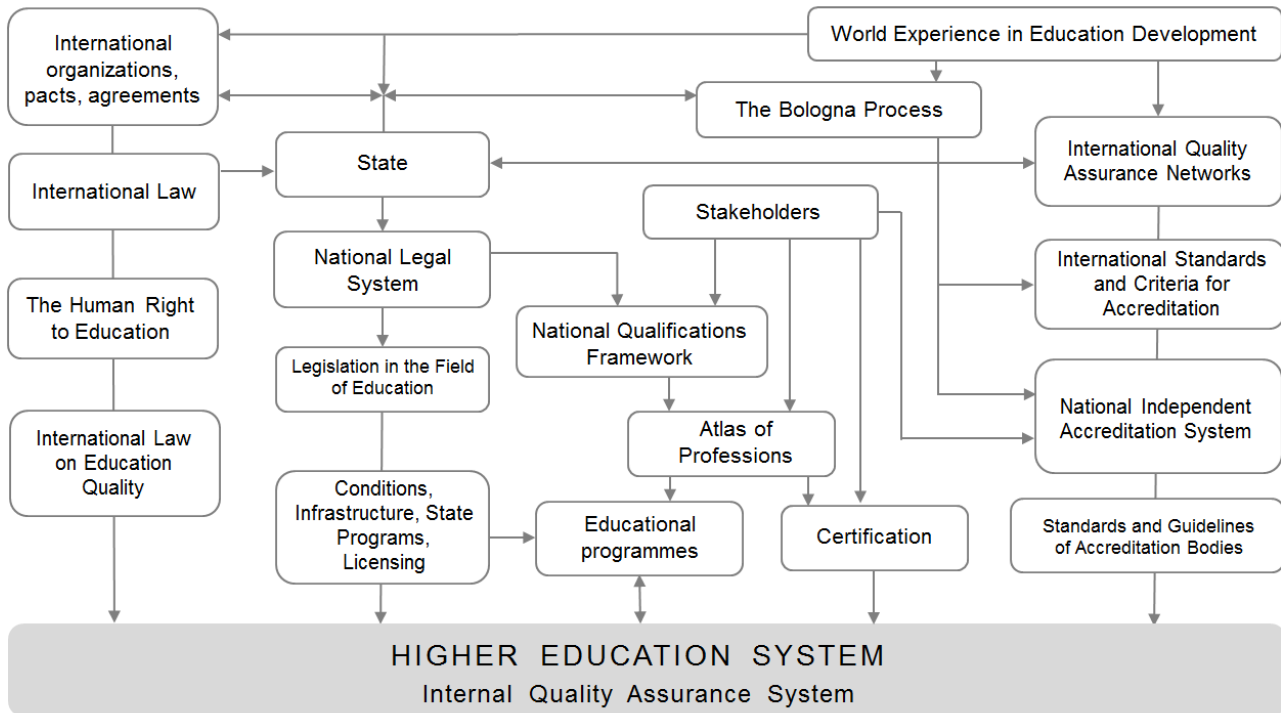 International
organizations,
pacts, agreements
World Experience in Education Development
The Bologna
Process
State
International Law
International Quality
Assurance Networks
Stakeholders
National Legal
System
International Standards
and Criteria for
Accreditation
The Human Right
to Education
National Qualifications
Framework
Legislation in the Field
of Education
National Independent
Accreditation System
International Law
on Education
Quality
Atlas of
Professions
Conditions,
Infrastructure, State
Programs,
Licensing
Educational
programmes
Certification
Standards and Guidelines
of Accreditation Bodies
HIGHER EDUCATION SYSTEM
Internal Quality Assurance System